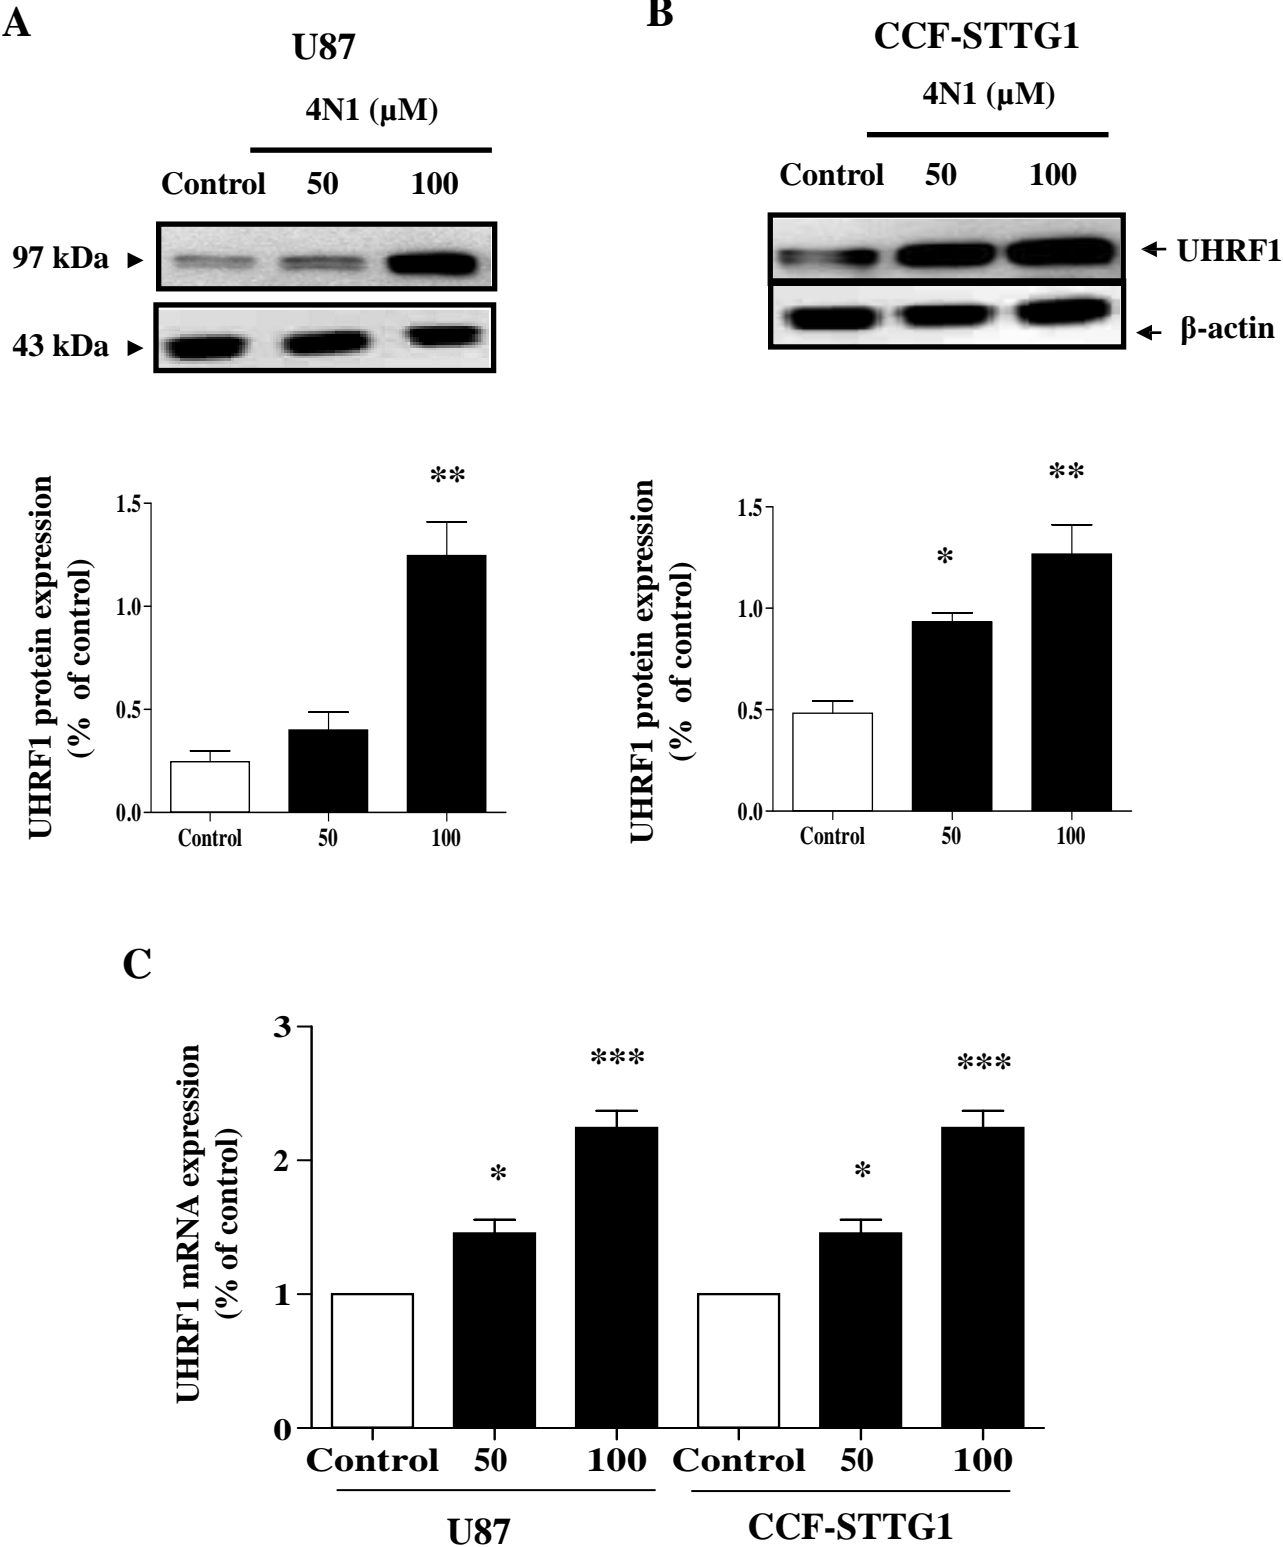 A
U87
4N1 (μM)
Control 50 100
97 kDa
43 kDa
UHRF1 protein expression
(% of control)
1.5
1.0
0.5
0.0
Control 50 100
**
B
CCF-STTG1
4N1 (μM)
Control 50 100
UHRF1
β-actin
UHRF1 protein expression
(% of control)
1.5
1.0
0.5
0.0
Control 50 100
*
**
C
UHRF1 mRNA expression
(% of control)
3
2
1
0
*
***
*
***
Control 50 100 Control 50 100
U87 CCF-STTG1